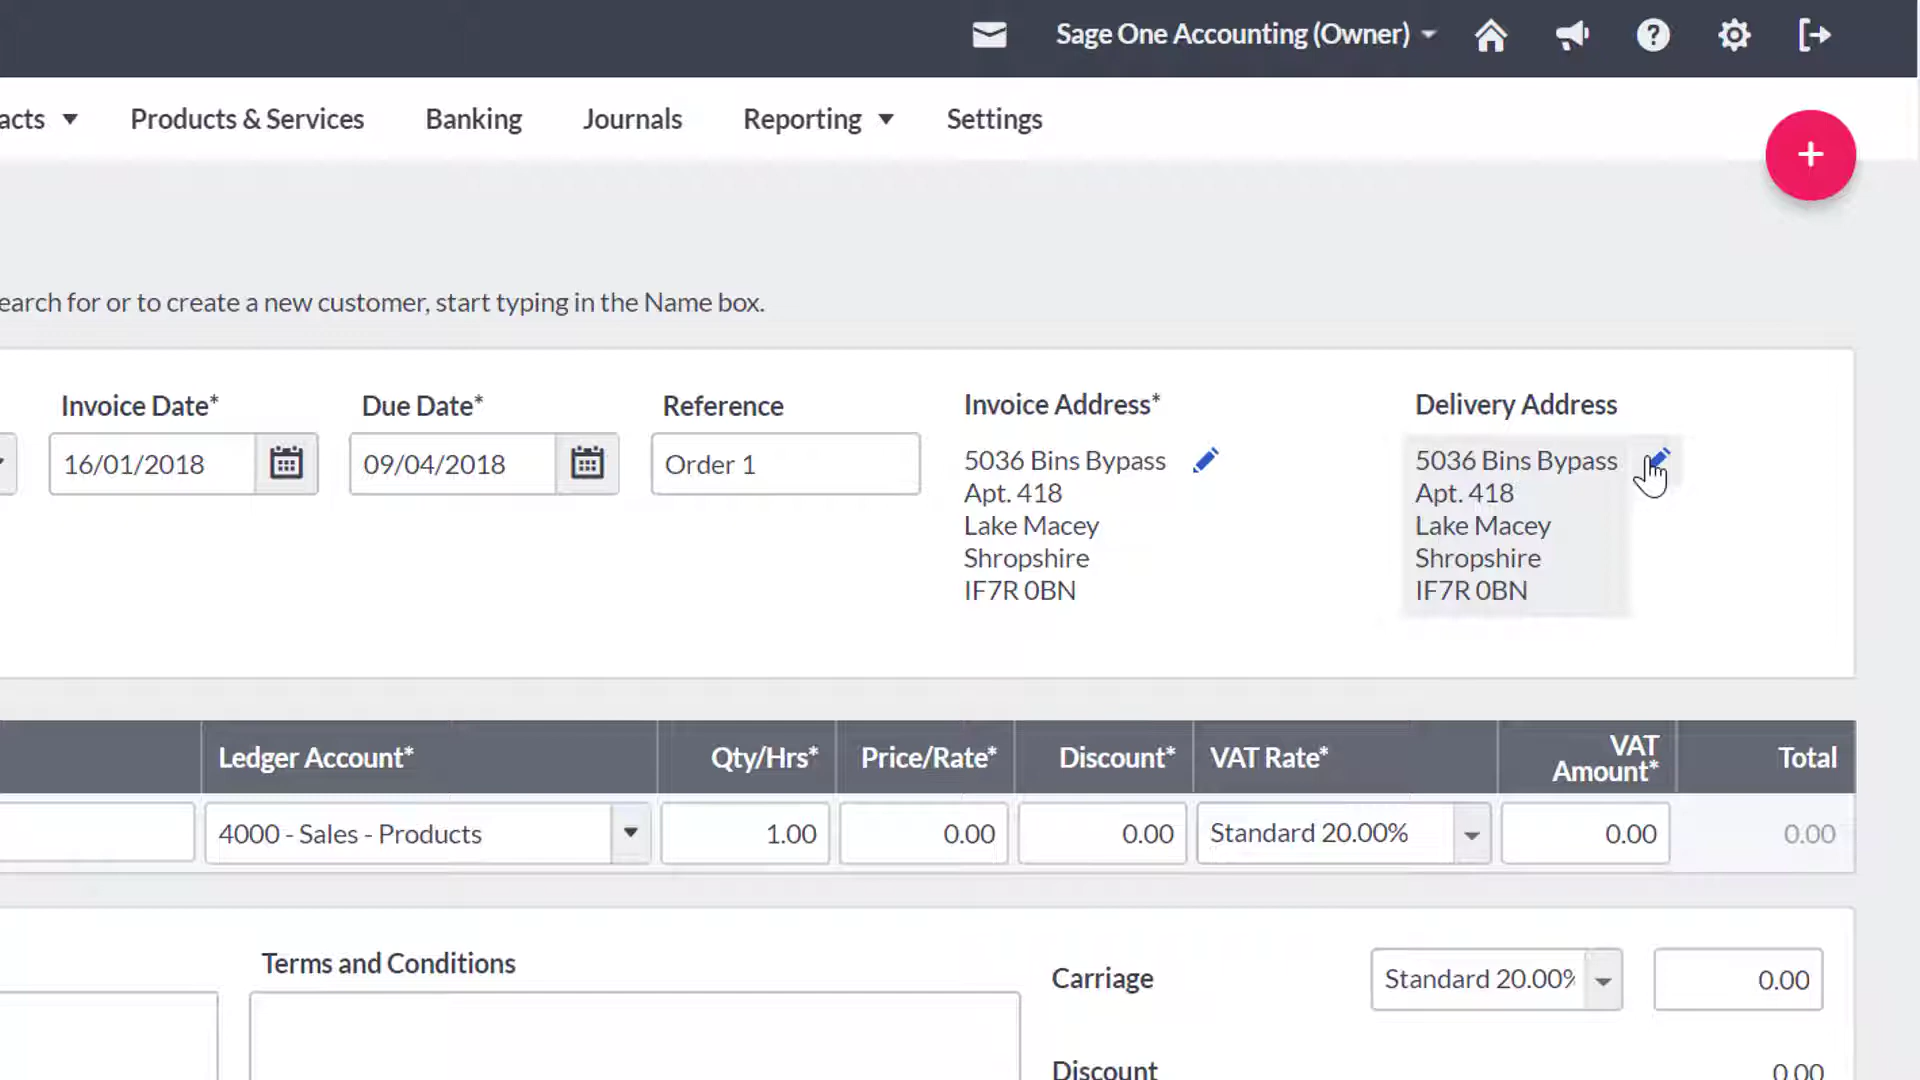 Sage One Accounting (Owner)
acts
Products & Services
Banking
Journals
Reporting
Settings
+
earch for or to create a new customer, start typing in the Name box.
Invoice Date*
Due Date*
Reference
Invoice Address*
Delivery Address
16/01/2018
09/04/2018
Order 1
5036 Bins Bypass
Apt. 418
Lake Macey
Shropshire
IF7R 0BN
5036 Bins Bypass
Apt. 418
Lake Macey
Shropshire
IF7R 0BN
Ledger Account*
Qty/Hrs*
Price/Rate*
Discount*
VAT Rate*
VAT
Amount*
Total
4000 - Sales - Products
1.00
0.00
0.00
Standard 20.00%
0.00
0.00
Terms and Conditions
Carriage
Standard 20.00%
0.00
Discount
0.00